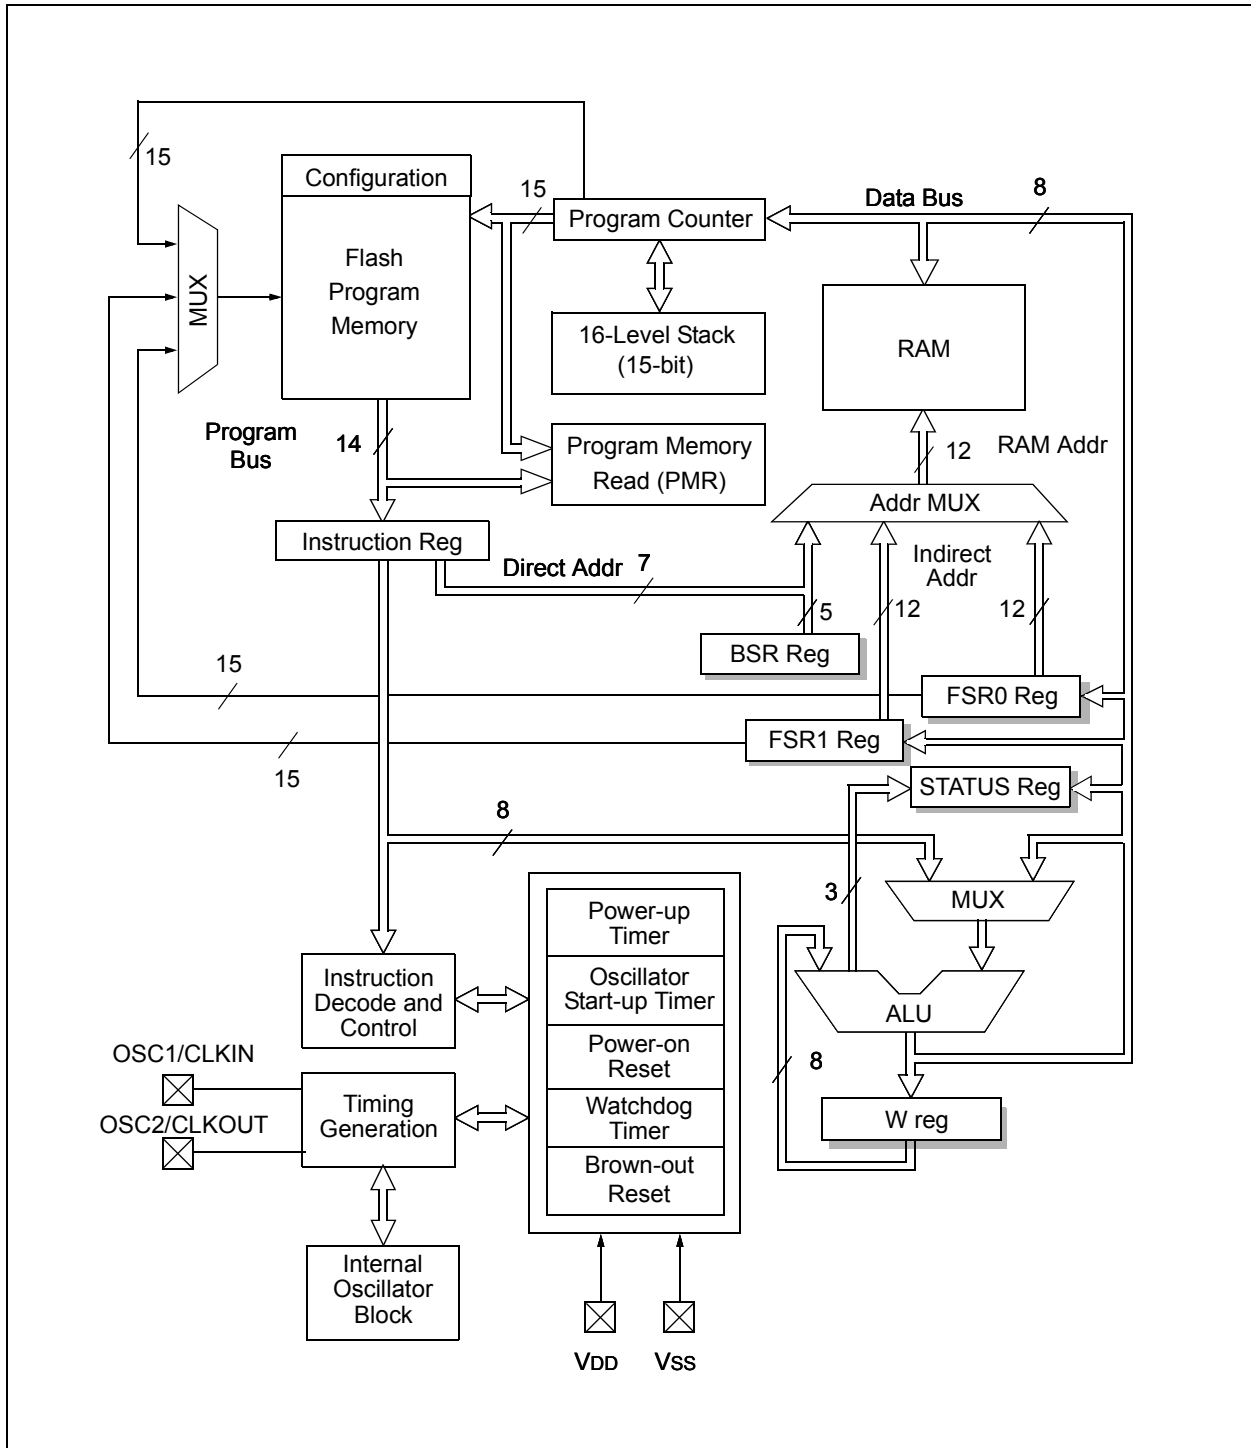 15
Configuration
15
Program Counter
Data Bus
8
Flash
Program
Memory
MUX
16-Level Stack
(15-bit)
RAM
Program
Bus
14
Program Memory
Read (PMR)
12
RAM Addr
Addr MUX
Instruction Reg
Direct Addr
7
Indirect
Addr
5
12
12
BSR Reg
15
FSR0 Reg
FSR1 Reg
15
STATUS Reg
8
3
MUX
Power-up
Timer
Instruction
Decode and
Control
Oscillator
Start-up Timer
ALU
OSC1/CLKIN
Power-on
Reset
8
OSC2/CLKOUT
Timing
Generation
Watchdog
Timer
W reg
Brown-out
Reset
Internal
Oscillator
Block
VDD
VSS